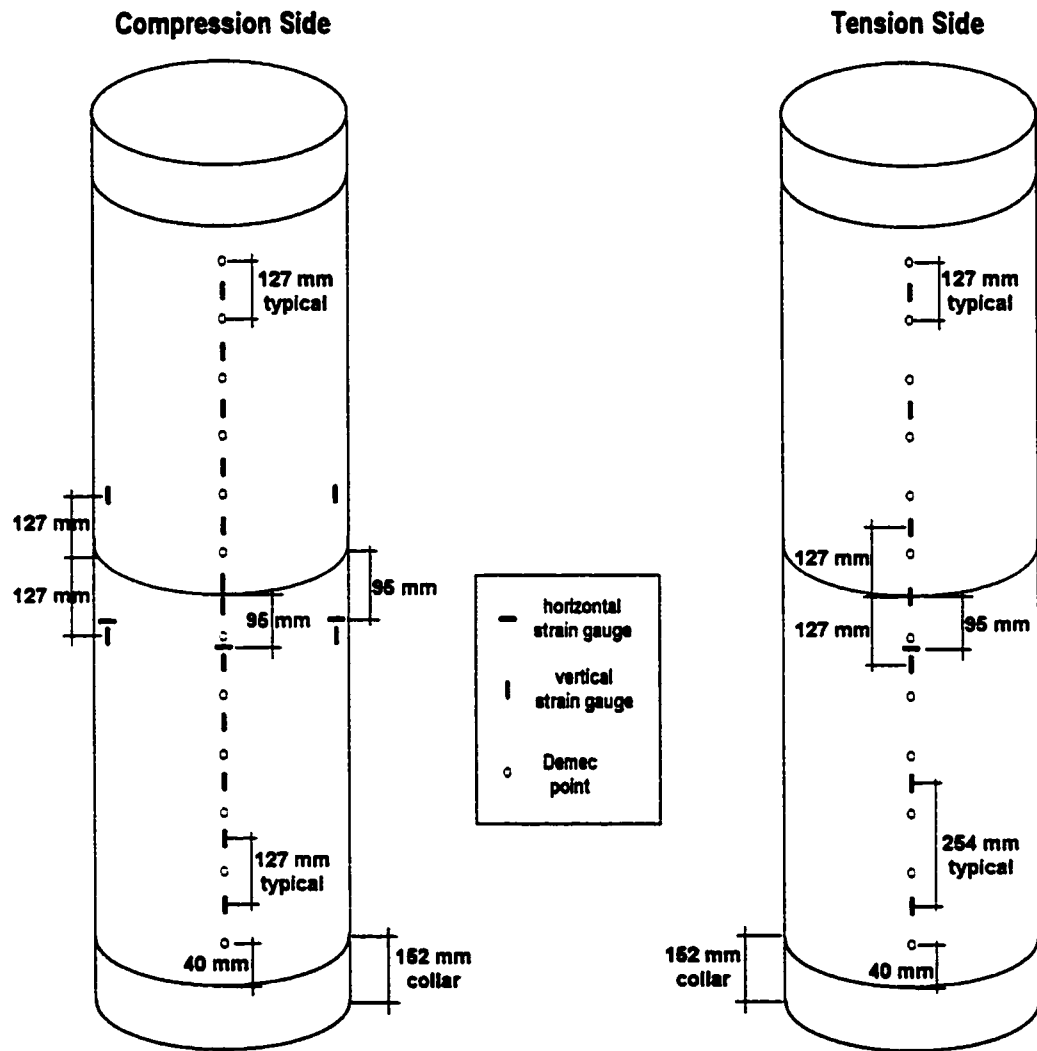 Compression Side
Tension Side
127 mm
typical
127 mm
typical
127 mm
127 mm
95 mm
95 mm
127 mm
127 mm
95 mm
horizontal
strain gauge
vertical
strain gauge
Demec
point
127 mm
typical
254 mm
typical
40 mm
152 mm
collar
152 mm
collar
40 mm